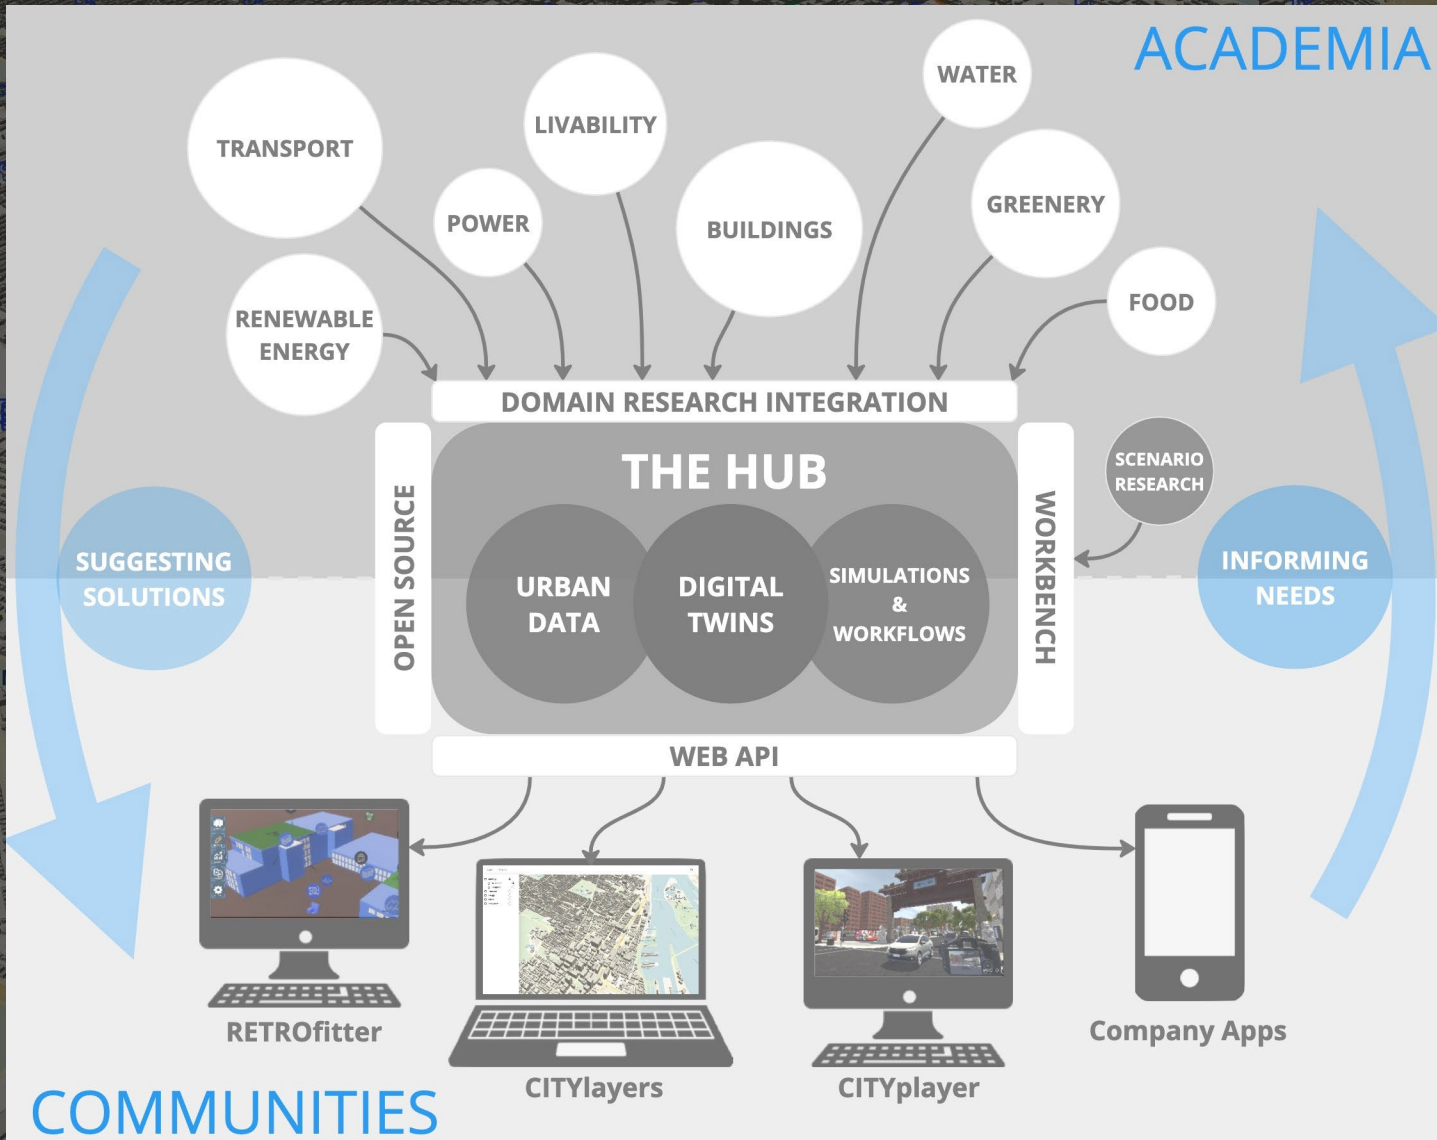 ACADEMIA
WATER
LIVABILITY
TRANSPORT
GREENERY
POWER
BUILDINGS
FOOD
RENEWABLE
ENERGY
DOMAIN RESEARCH INTEGRATION
THE HUB
SCENARIO
RESEARCH
OPEN SOURCE
WORKBENCH
SUGGESTING
SOLUTIONS
URBAN
DATA
DIGITAL
TWINS
SIMULATIONS
&
WORKFLOWS
INFORMING
NEEDS
WEB API
RETROfitter
CITYlayers
CITYplayer
Company Apps
COMMUNITIES